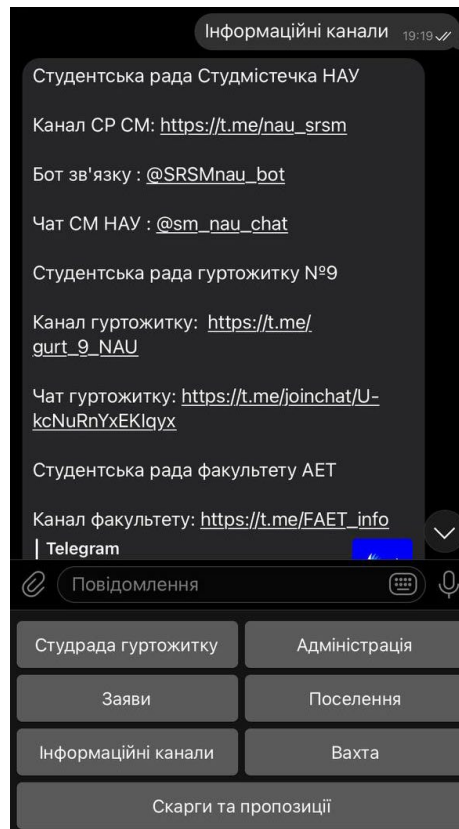 Інформаційні канали 19:19
Студентська рада Студмістечка НАУ
Канал СР СМ: https://t.me/nau_srsm
Бот зв'язку : @SRSMnau_bot
Чат СМ НАУ : @sm_nau_chat
Студентська рада гуртожитку №9
Канал гуртожитку: https://t.me/
gurt_9_NAU
Чат гуртожитку: https://t.me/joinchat/U-
kcNuRnYxEKIqyx
Студентська рада факультету АЕТ
Канал факультету: https://t.me/FAET_info
Telegram
Повідомлення
Студрада гуртожитку
Адміністрація
Заяви
Поселення
Інформаційні канали
Вахта
Скарги та пропозиції